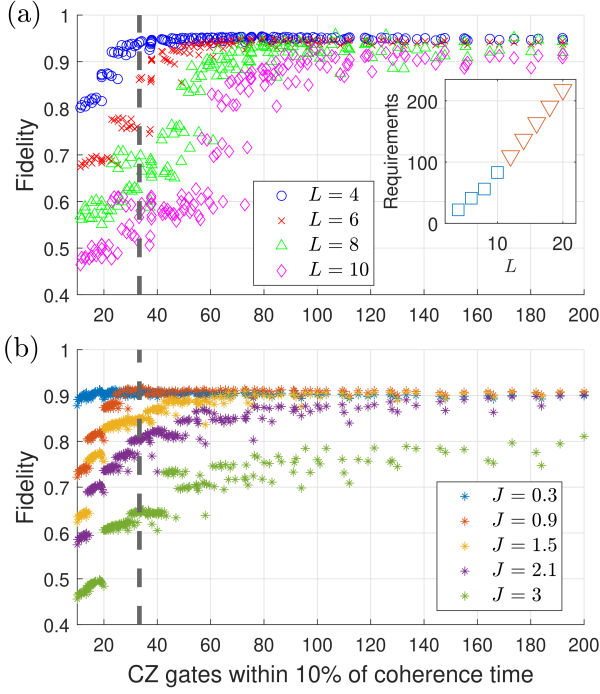 (a)
1
0.9
0.8
0.7
0.6
0.5
0.4
Fidelity
20 40 60 80 100 120 140 160 180 200
L = 4
L = 6
L = 8
L = 10
Requirements
200
100
0
0 10 20
L
(b)
1
0.9
0.8
0.7
0.6
0.5
0.4
Fidelity
J = 0.3
J = 0.9
J = 1.5
J = 2.1
J = 3
20 40 60 80 100 120 140 160 180 200
CZ gates within 10% of coherence time